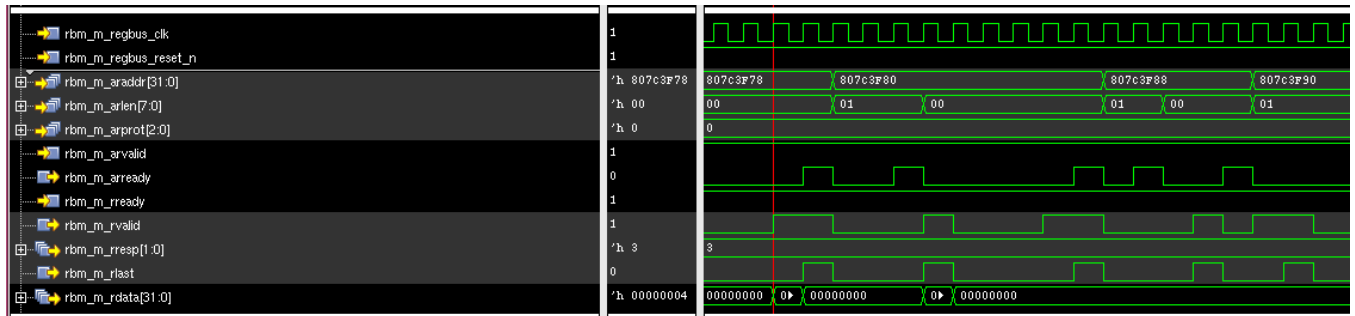 rbm_m_regbus_clk 1
rbm_m_regbus_reset_n 1
rbm_m_araddr[31:0] 'h 807c3F78 807c3F78 807c3F80 807c3F88 807c3F90
rbm_m_arlen[7:0] 'h 00 00 01 00 01 00 01
rbm_m_arprot[2:0] 'h 0 0
rbm_m_arvalid 1
rbm_m_arready 0
rbm_m_rready 1
rbm_m_rvalid 1
rbm_m_rresp[1:0] 'h 3 3
rbm_m_rlast 0
rbm_m_rdata[31:0] 'h 00000004 00000000 0 00000000 0 00000000